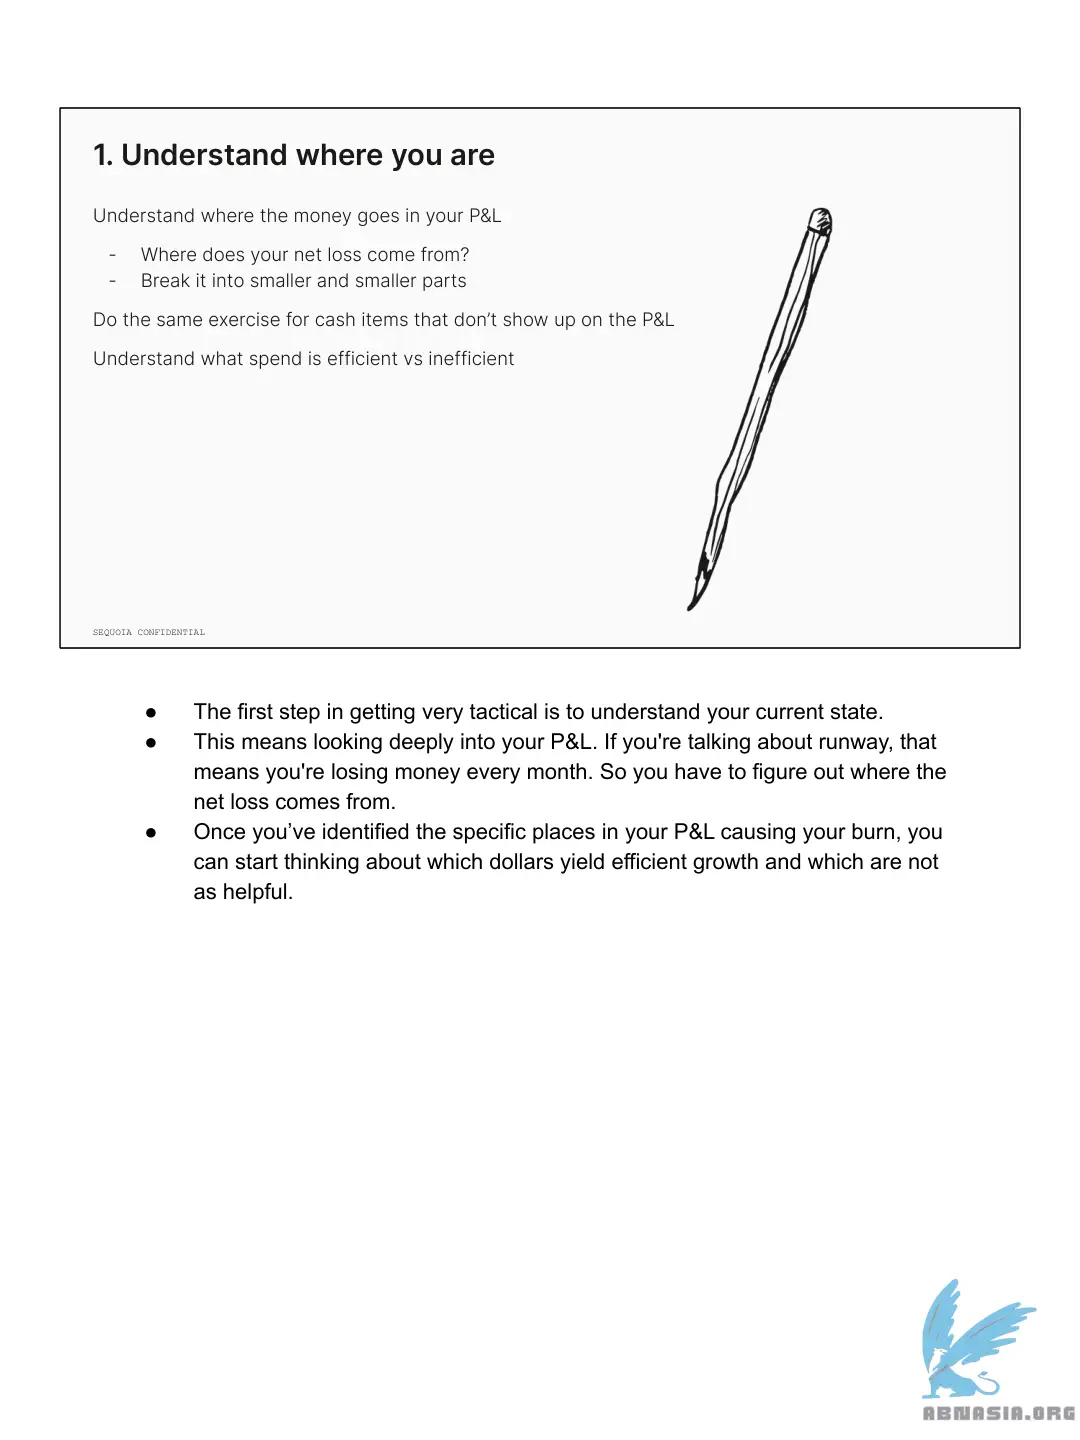 1. Understand where you are
Understand where the money goes in your P&L
- Where does your net loss come from?
- Break it into smaller and smaller parts
Do the same exercise for cash items that don’t show up on the P&L
Understand what spend is efficient vs inefficient
SEQUOIA CONFIDENTIAL
● The first step in getting very tactical is to understand your current state.
● This means looking deeply into your P&L. If you're talking about runway, that
means you're losing money every month. So you have to figure out where the
net loss comes from.
● Once you’ve identified the specific places in your P&L causing your burn, you
can start thinking about which dollars yield efficient growth and which are not
as helpful.
ABNASIA.ORG